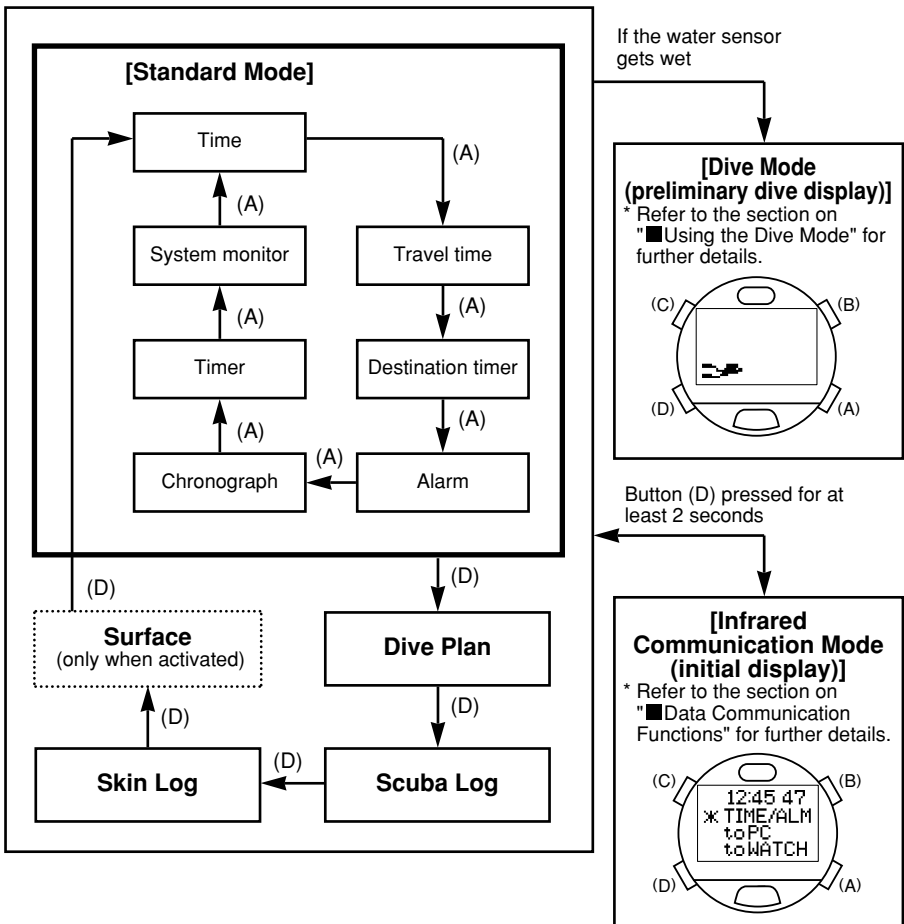 [Standard Mode]
Time
(A)
System monitor
Travel time
(A)
(A)
Timer
Destination timer
(A)
(A)
Chronograph
(A)
Alarm
(D)
(D)
Surface
(only when activated)
Dive Plan
(D)
(D)
Skin Log
(D)
Scuba Log
If the water sensor
gets wet
[Dive Mode
(preliminary dive display)]
* Refer to the section on
"■Using the Dive Mode" for
further details.
(C)
(B)
(D)
(A)
Button (D) pressed for at
least 2 seconds
[Infrared
Communication Mode
(initial display)]
* Refer to the section on
"■Data Communication
Functions" for further details.
(C)
(B)
12:45 47
TIME/ALM
toPC
toWATCH
(D)
(A)
(A)